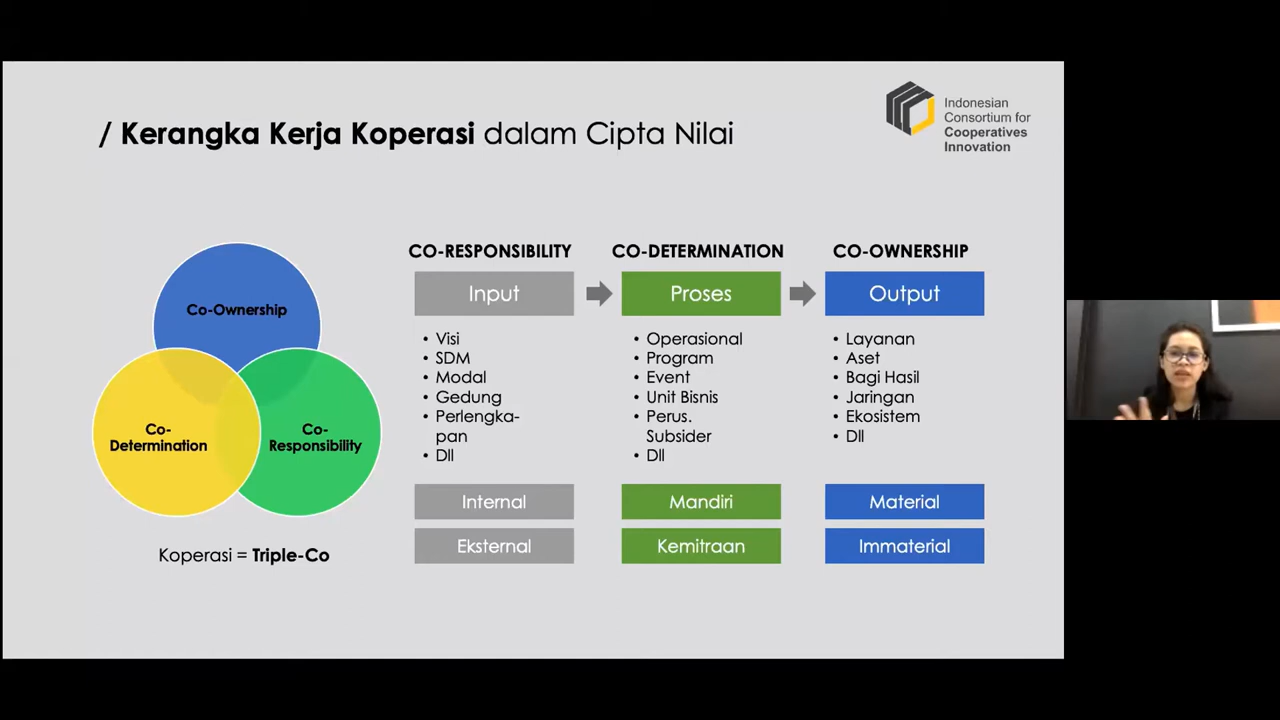 / Kerangka Kerja Koperasi dalam Cipta Nilai
Indonesian
Consortium for
Cooperatives
Innovation
Co-Ownership
Co-
Determination
Co-
Responsibility
Koperasi = Triple-Co
CO-RESPONSIBILITY
Input
• Visi
• SDM
• Modal
• Gedung
• Perlengka-
pan
• Dll
Internal
Eksternal
CO-DETERMINATION
Proses
• Operasional
• Program
• Event
• Unit Bisnis
• Perus.
Subsider
• Dll
Mandiri
Kemitraan
CO-OWNERSHIP
Output
• Layanan
• Aset
• Bagi Hasil
• Jaringan
• Ekosistem
• Dll
Material
Immaterial